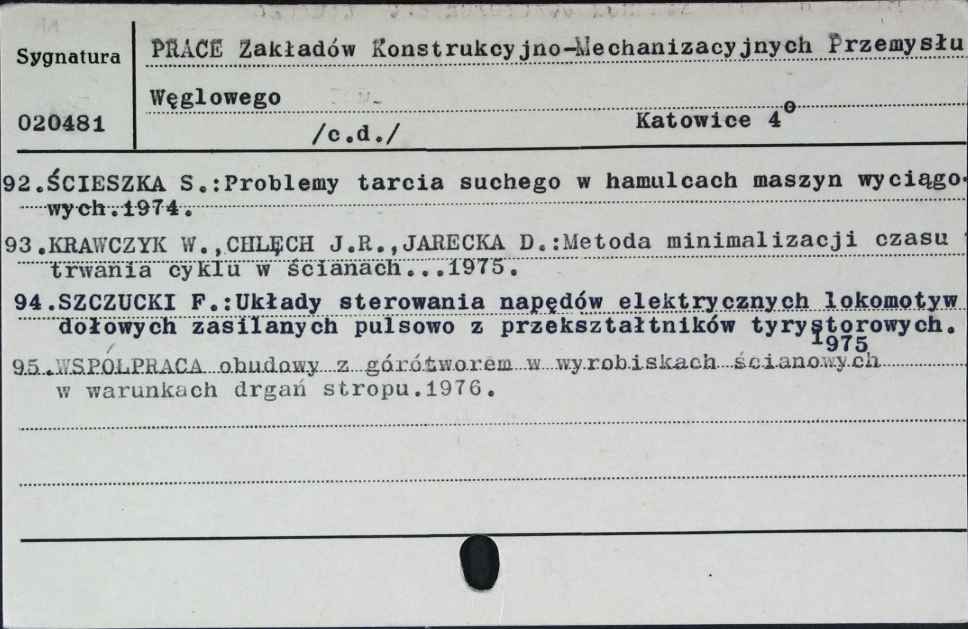 Sygnatura
PRACE Zakładów Konstrukcyjno-Mechanizacyjnych Przemysłu
Węglowego
020481
/c.d./ Katowice 4°
92.ŚCIESZKA S.:Problemy tarcia suchego w hamulcach maszyn wyciągo-
wych.1974.
93.KRAWCZYK W.,CHLĘCH J.R.,JARECKA D.:Metoda minimalizacji czasu
trwania cyklu w ścianach...1975.
94.SZCZUCKI F.:Układy sterowania napędów elektrycznych lokomotyw
dołowych zasilanych pulsowo z przekształtników tyrystorowych.
1975
95.WSPÓŁPRACA obudowy z górótworem w wyrobiskach ścianowych
w warunkach drgań stropu.1976.